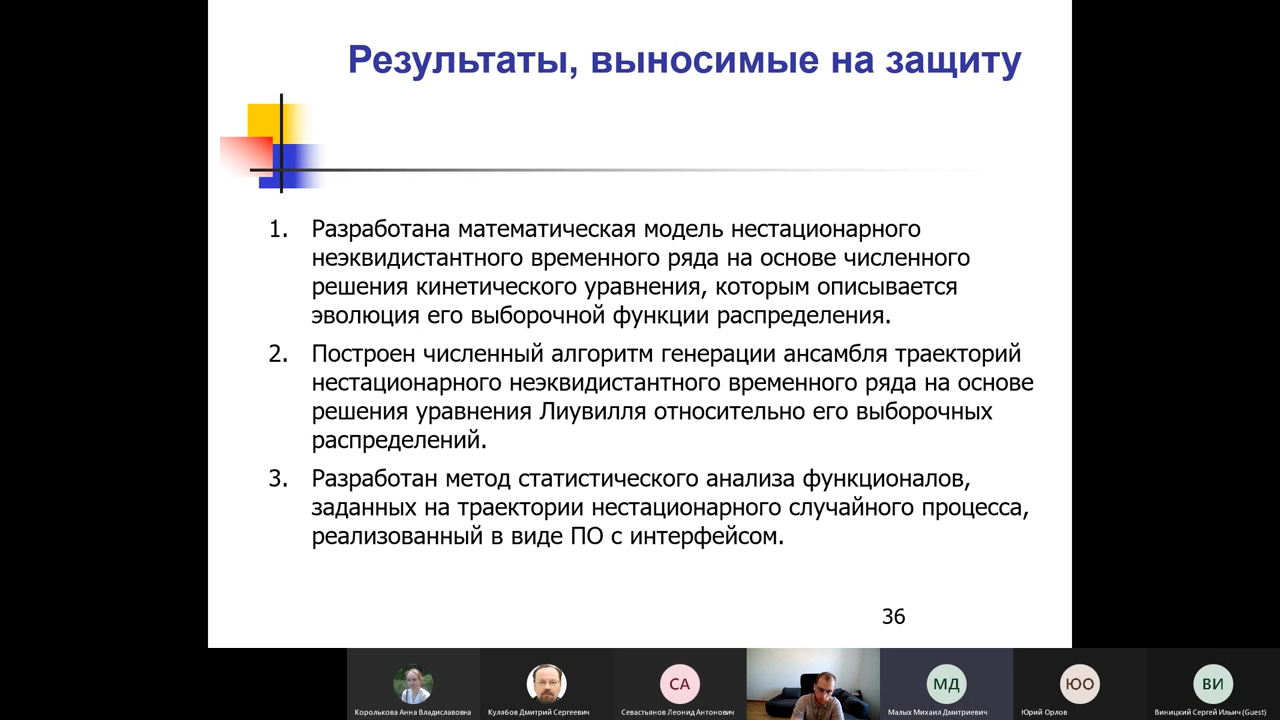 Результаты, выносимые на защиту
1. Разработана математическая модель нестационарного
неэквидистантного временного ряда на основе численного
решения кинетического уравнения, которым описывается
эволюция его выборочной функции распределения.
2. Построен численный алгоритм генерации ансамбля траекторий
нестационарного неэквидистантного временного ряда на основе
решения уравнения Лиувилля относительно его выборочных
распределений.
3. Разработан метод статистического анализа функционалов,
заданных на траектории нестационарного случайного процесса,
реализованный в виде ПО с интерфейсом.
36
СА
МД
ЮО
ВИ
Королькова Анна Владиславовна
Кулябов Дмитрий Сергеевич
Севастьянов Леонид Антонович
Малых Михаил Дмитриевич
Юрий Орлов
Виницкий Сергей Ильич (Guest)